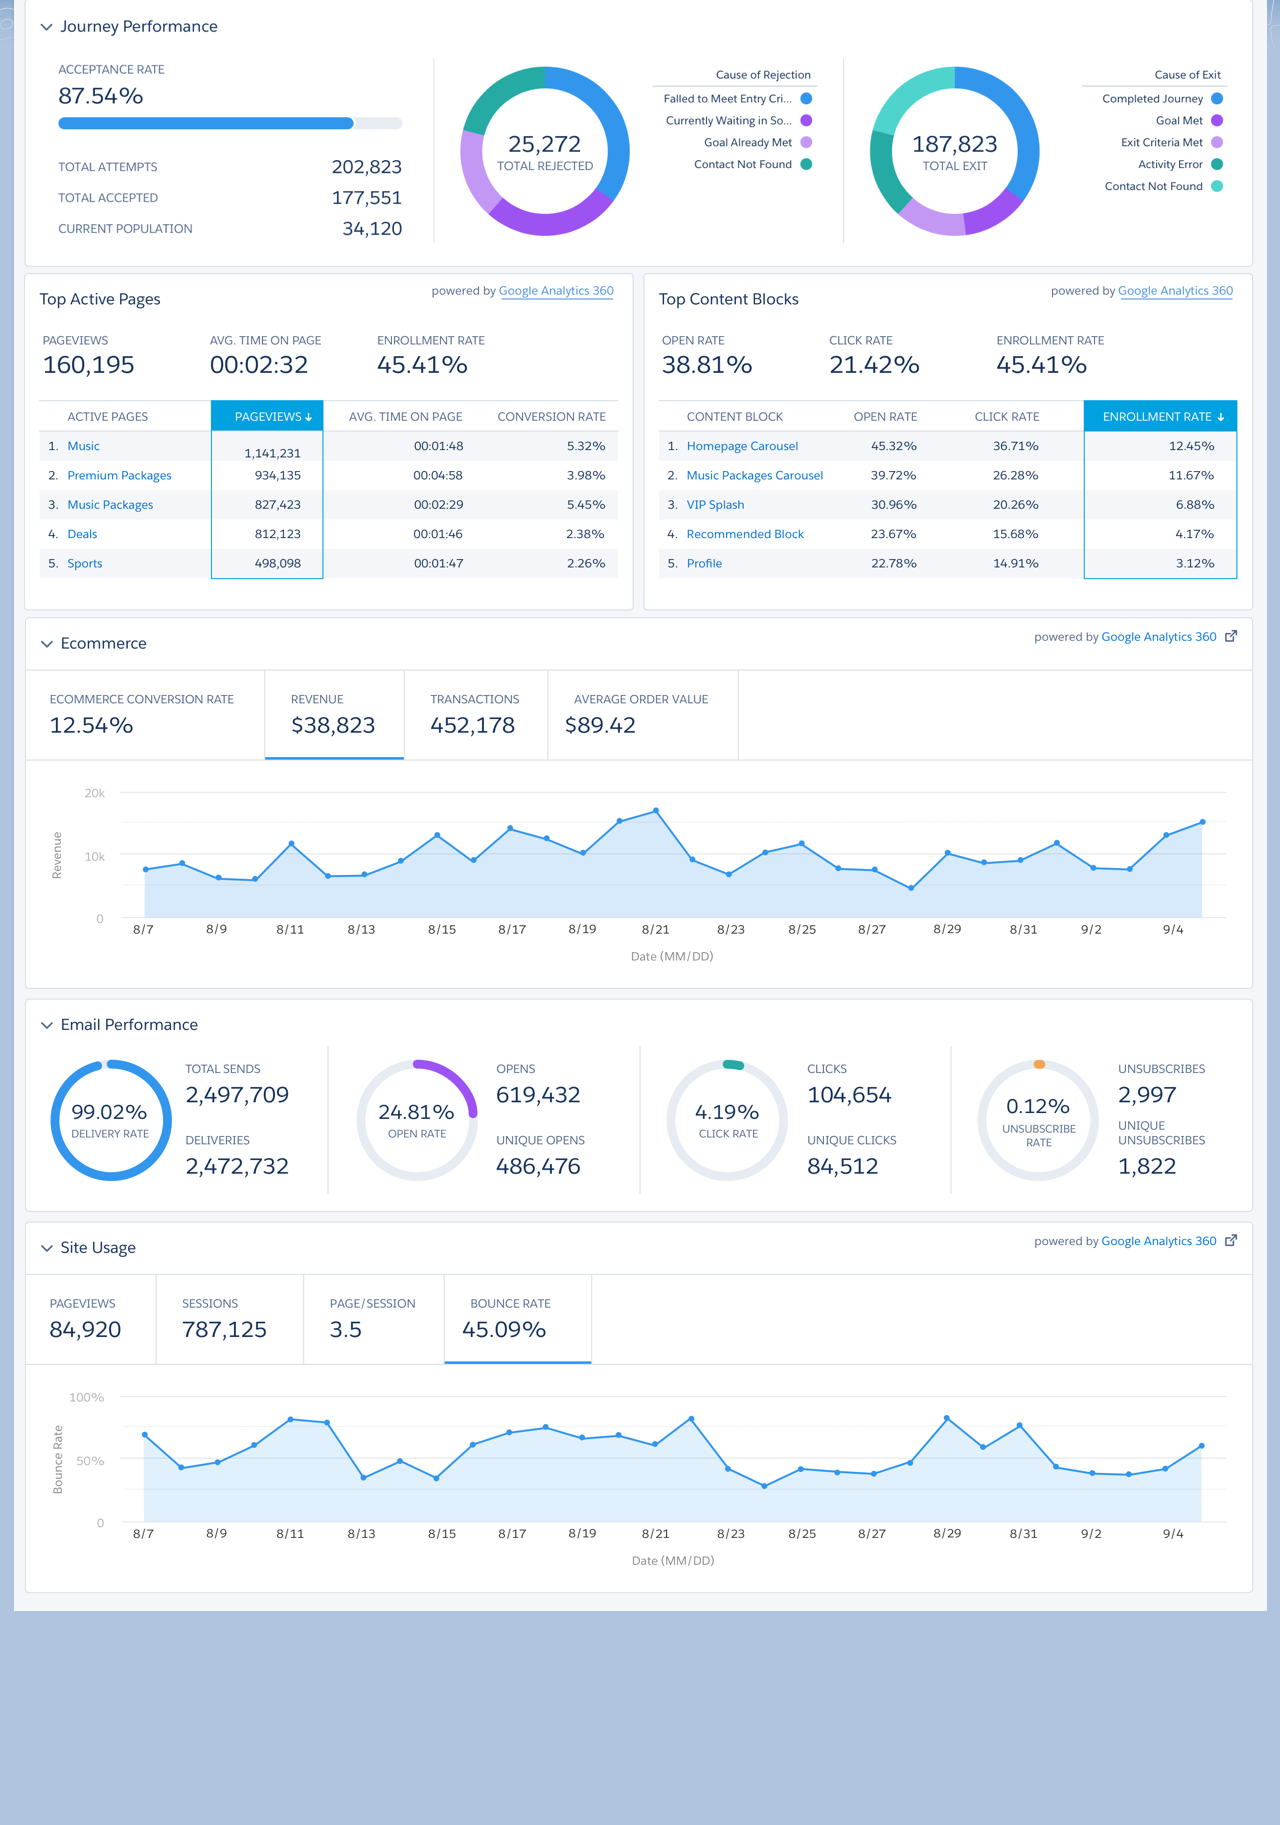 Journey Performance
ACCEPTANCE RATE
87.54%
TOTAL ATTEMPTS 202,823
TOTAL ACCEPTED 177,551
CURRENT POPULATION 34,120
25,272
TOTAL REJECTED
Cause of Rejection
Falled to Meet Entry Cri...
Currently Waiting in So...
Goal Already Met
Contact Not Found
187,823
TOTAL EXIT
Cause of Exit
Completed Journey
Goal Met
Exit Criteria Met
Activity Error
Contact Not Found
Top Active Pages
powered by Google Analytics 360
PAGEVIEWS AVG. TIME ON PAGE ENROLLMENT RATE
160,195 00:02:32 45.41%
ACTIVE PAGES PAGEVIEWS ↓ AVG. TIME ON PAGE CONVERSION RATE
1. Music 1,141,231 00:01:48 5.32%
2. Premium Packages 934,135 00:04:58 3.98%
3. Music Packages 827,423 00:02:29 5.45%
4. Deals 812,123 00:01:46 2.38%
5. Sports 498,098 00:01:47 2.26%
Top Content Blocks
powered by Google Analytics 360
OPEN RATE CLICK RATE ENROLLMENT RATE
38.81% 21.42% 45.41%
CONTENT BLOCK OPEN RATE CLICK RATE ENROLLMENT RATE ↓
1. Homepage Carousel 45.32% 36.71% 12.45%
2. Music Packages Carousel 39.72% 26.28% 11.67%
3. VIP Splash 30.96% 20.26% 6.88%
4. Recommended Block 23.67% 15.68% 4.17%
5. Profile 22.78% 14.91% 3.12%
Ecommerce
powered by Google Analytics 360
ECOMMERCE CONVERSION RATE REVENUE TRANSACTIONS AVERAGE ORDER VALUE
12.54% $38,823 452,178 $89.42
Revenue
20k
10k
0
8/7 8/9 8/11 8/13 8/15 8/17 8/19 8/21 8/23 8/25 8/27 8/29 8/31 9/2 9/4
Date (MM/DD)
Email Performance
99.02%
DELIVERY RATE
TOTAL SENDS
2,497,709
DELIVERIES
2,472,732
24.81%
OPEN RATE
OPENS
619,432
UNIQUE OPENS
486,476
4.19%
CLICK RATE
CLICKS
104,654
UNIQUE CLICKS
84,512
0.12%
UNSUBSCRIBE
RATE
UNSUBSCRIBES
2,997
UNIQUE
UNSUBSCRIBES
1,822
Site Usage
powered by Google Analytics 360
PAGEVIEWS SESSIONS PAGE/SESSION BOUNCE RATE
84,920 787,125 3.5 45.09%
Bounce Rate
100%
50%
0
8/7 8/9 8/11 8/13 8/15 8/17 8/19 8/21 8/23 8/25 8/27 8/29 8/31 9/2 9/4
Date (MM/DD)